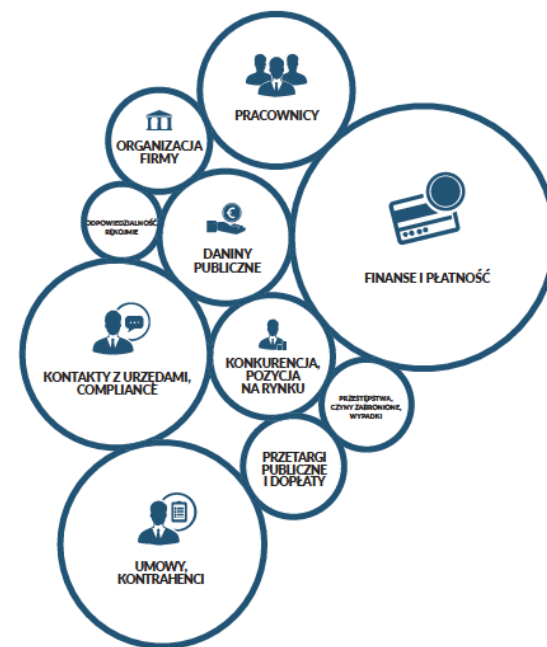 PRACOWNICY
ORGANIZACJA
FIRMY
ODPOWIEDZIALNOŚĆ,
RĘKOJMIE
€
DANINY
PUBLICZNE
FINANSE I PŁATNOŚĆ
KONTAKTY Z URZĘDAMI,
COMPLIANCE
KONKURENCJA,
POZYCJA
NA RYNKU
PRZESTĘPSTWA,
CZYNY ZABRONIONE,
WYPADKI
PRZETARGI
PUBLICZNE
I DOPŁATY
UMOWY,
KONTRAHENCI